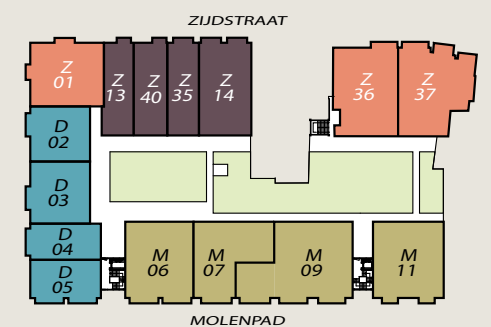 ZIJDSTRAAT
Z
01
Z
13
Z
40
Z
35
Z
14
Z
36
Z
37
D
02
D
03
D
04
D
05
M
06
M
07
M
09
M
11
MOLENPAD